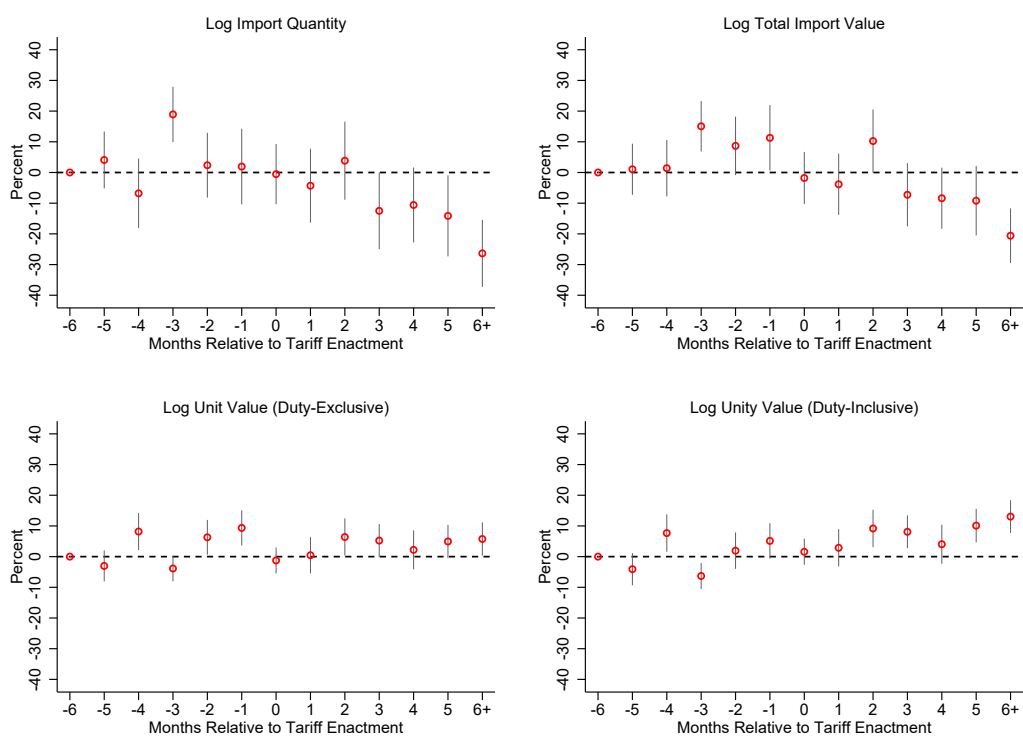 Log Import Quantity
Percent
40
30
20
10
0
-10
-20
-30
-40
-6 -5 -4 -3 -2 -1 0 1 2 3 4 5 6+
Months Relative to Tariff Enactment
Log Total Import Value
Percent
40
30
20
10
0
-10
-20
-30
-40
-6 -5 -4 -3 -2 -1 0 1 2 3 4 5 6+
Months Relative to Tariff Enactment
Log Unit Value (Duty-Exclusive)
Percent
40
30
20
10
0
-10
-20
-30
-40
-6 -5 -4 -3 -2 -1 0 1 2 3 4 5 6+
Months Relative to Tariff Enactment
Log Unity Value (Duty-Inclusive)
Percent
40
30
20
10
0
-10
-20
-30
-40
-6 -5 -4 -3 -2 -1 0 1 2 3 4 5 6+
Months Relative to Tariff Enactment